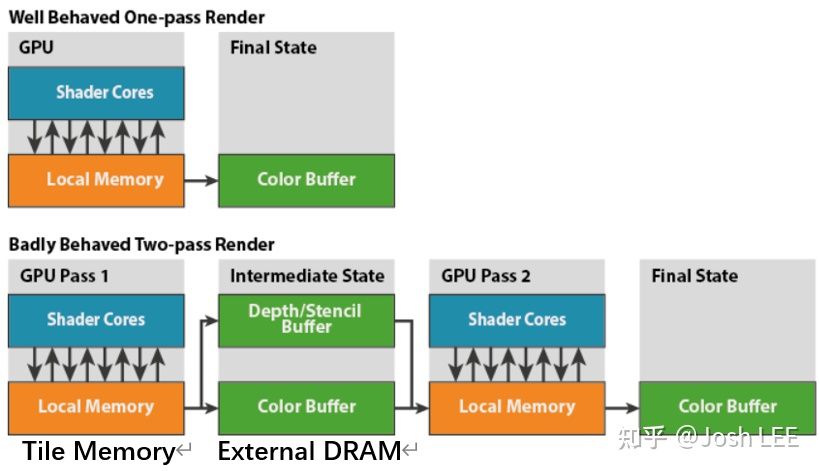 Well Behaved One-pass Render
GPU
Final State
Shader Cores
Local Memory
Color Buffer
Badly Behaved Two-pass Render
GPU Pass 1
Intermediate State
GPU Pass 2
Final State
Shader Cores
Depth/Stencil
Buffer
Shader Cores
Local Memory
Color Buffer
Local Memory
Color Buffer
知乎 @Josh LEE
Tile Memory↵
External DRAM↵